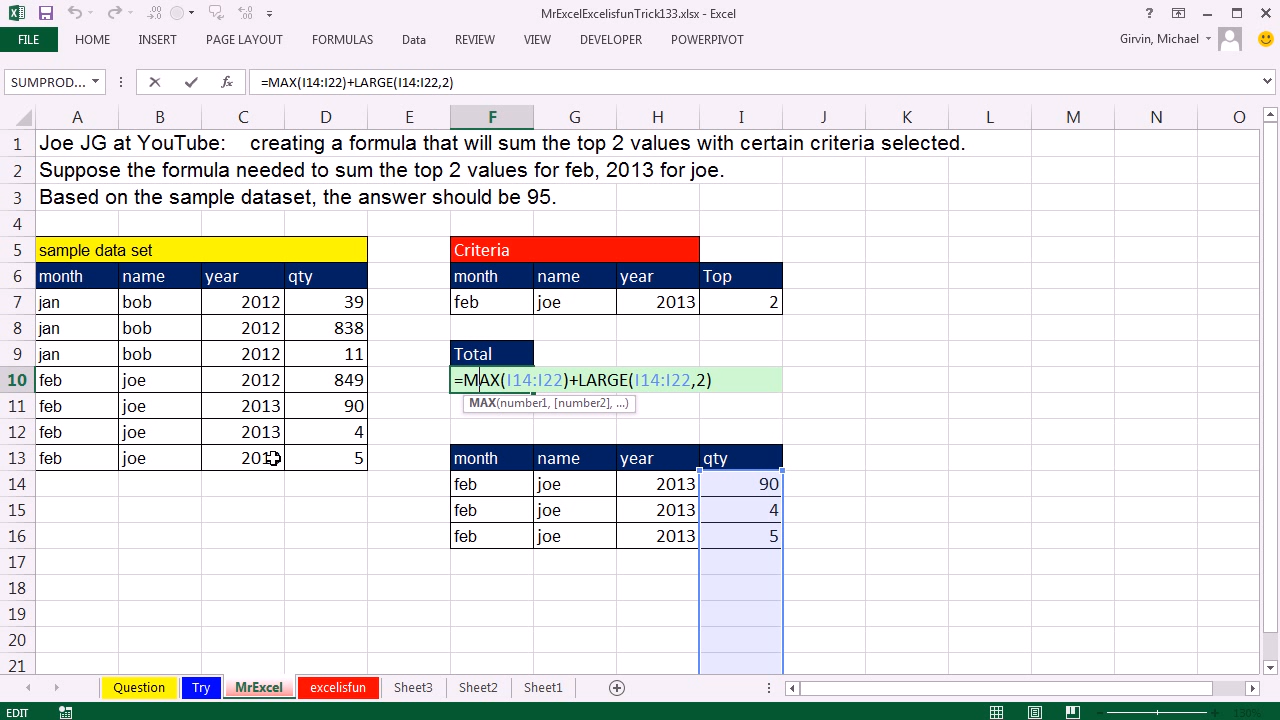 MrExcelExcelisfunTrick133.xlsx - Excel
FILE HOME INSERT PAGE LAYOUT FORMULAS Data REVIEW VIEW DEVELOPER POWERPIVOT Girvin, Michael
SUMPROD... fx =MAX(I14:I22)+LARGE(I14:I22,2)
A B C D E F G H I J K L M N O
1 Joe JG at YouTube: creating a formula that will sum the top 2 values with certain criteria selected.
2 Suppose the formula needed to sum the top 2 values for feb, 2013 for joe.
3 Based on the sample dataset, the answer should be 95.
4
5 sample data set Criteria
6 month name year qty month name year Top
7 jan bob 2012 39 feb joe 2013 2
8 jan bob 2012 838
9 jan bob 2012 11 Total
10 feb joe 2012 849 =MAX(I14:I22)+LARGE(I14:I22,2)
11 feb joe 2013 90 MAX(number1, [number2], ...)
12 feb joe 2013 4
13 feb joe 5 month name year qty
14 feb joe 2013 90
15 feb joe 2013 4
16 feb joe 2013 5
17
18
19
20
21
Question Try MrExcel excelisfun Sheet3 Sheet2 Sheet1
EDIT 130%